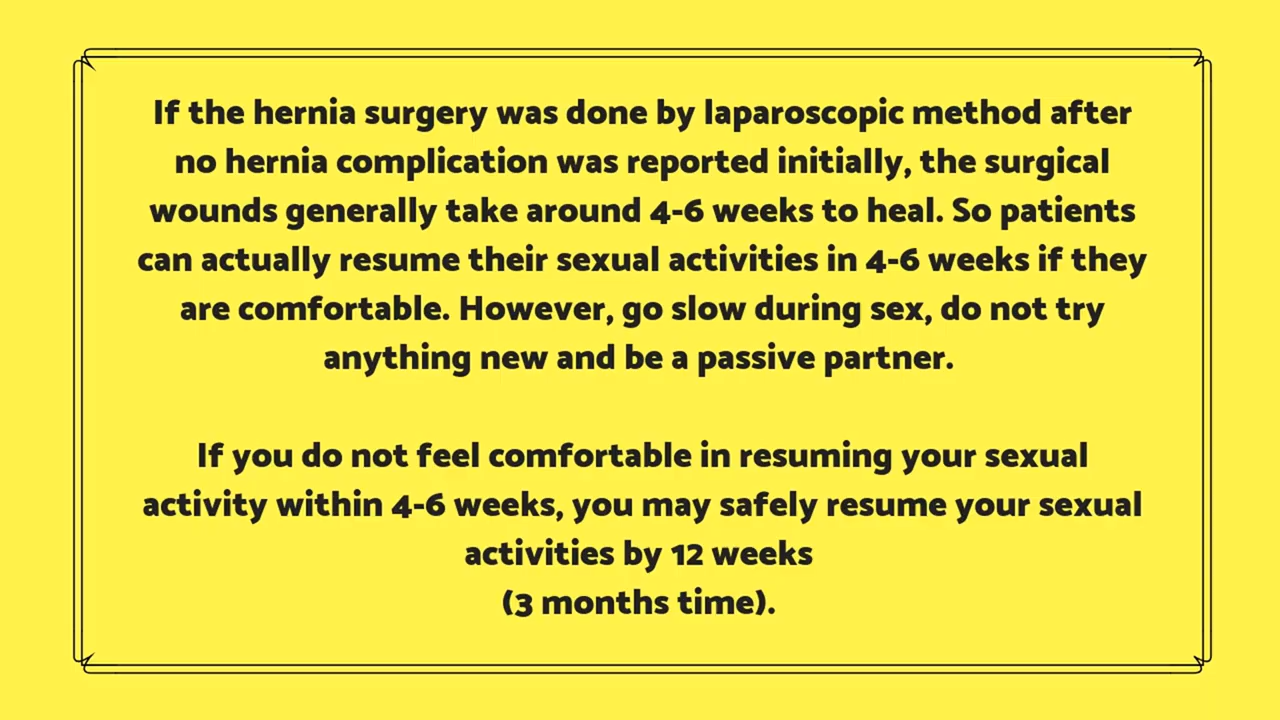 If the hernia surgery was done by laparoscopic method after
no hernia complication was reported initially, the surgical
wounds generally take around 4-6 weeks to heal. So patients
can actually resume their sexual activities in 4-6 weeks if they
are comfortable. However, go slow during sex, do not try
anything new and be a passive partner.
If you do not feel comfortable in resuming your sexual
activity within 4-6 weeks, you may safely resume your sexual
activities by 12 weeks
(3 months time).